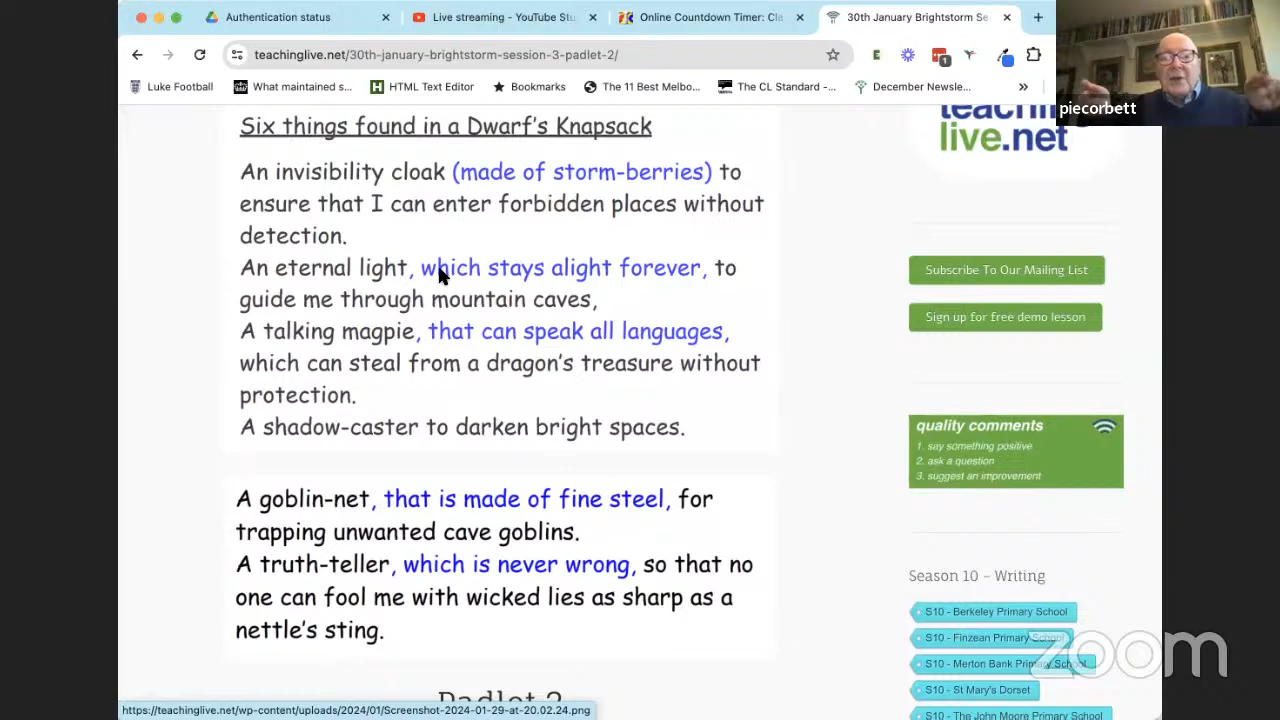 Authentication status
Live streaming - YouTube Stu
Online Countdown Timer: Cle
30th January Brightstorm Se
teachinglive.net/30th-january-brightstorm-session-3-padlet-2/
Luke Football
What maintained s...
HTML Text Editor
Bookmarks
The 11 Best Melbo...
The CL Standard -...
December Newsle...
piecorbett
teaching
live.net
Six things found in a Dwarf's Knapsack
An invisibility cloak (made of storm-berries) to
ensure that I can enter forbidden places without
detection.
An eternal light, which stays alight forever, to
guide me through mountain caves,
A talking magpie, that can speak all languages,
which can steal from a dragon's treasure without
protection.
A shadow-caster to darken bright spaces.
A goblin-net, that is made of fine steel, for
trapping unwanted cave goblins.
A truth-teller, which is never wrong, so that no
one can fool me with wicked lies as sharp as a
nettle's sting.
Padlet 2
Subscribe To Our Mailing List
Sign up for free demo lesson
quality comments
1. say something positive
2. ask a question
3. suggest an improvement
Season 10 – Writing
S10 - Berkeley Primary School
S10 - Finzean Primary School
S10 - Merton Bank Primary School
S10 - St Mary's Dorset
S10 - The John Moore Primary School
zoom
https://teachinglive.net/wp-content/uploads/2024/01/Screenshot-2024-01-29-at-20.02.24.png